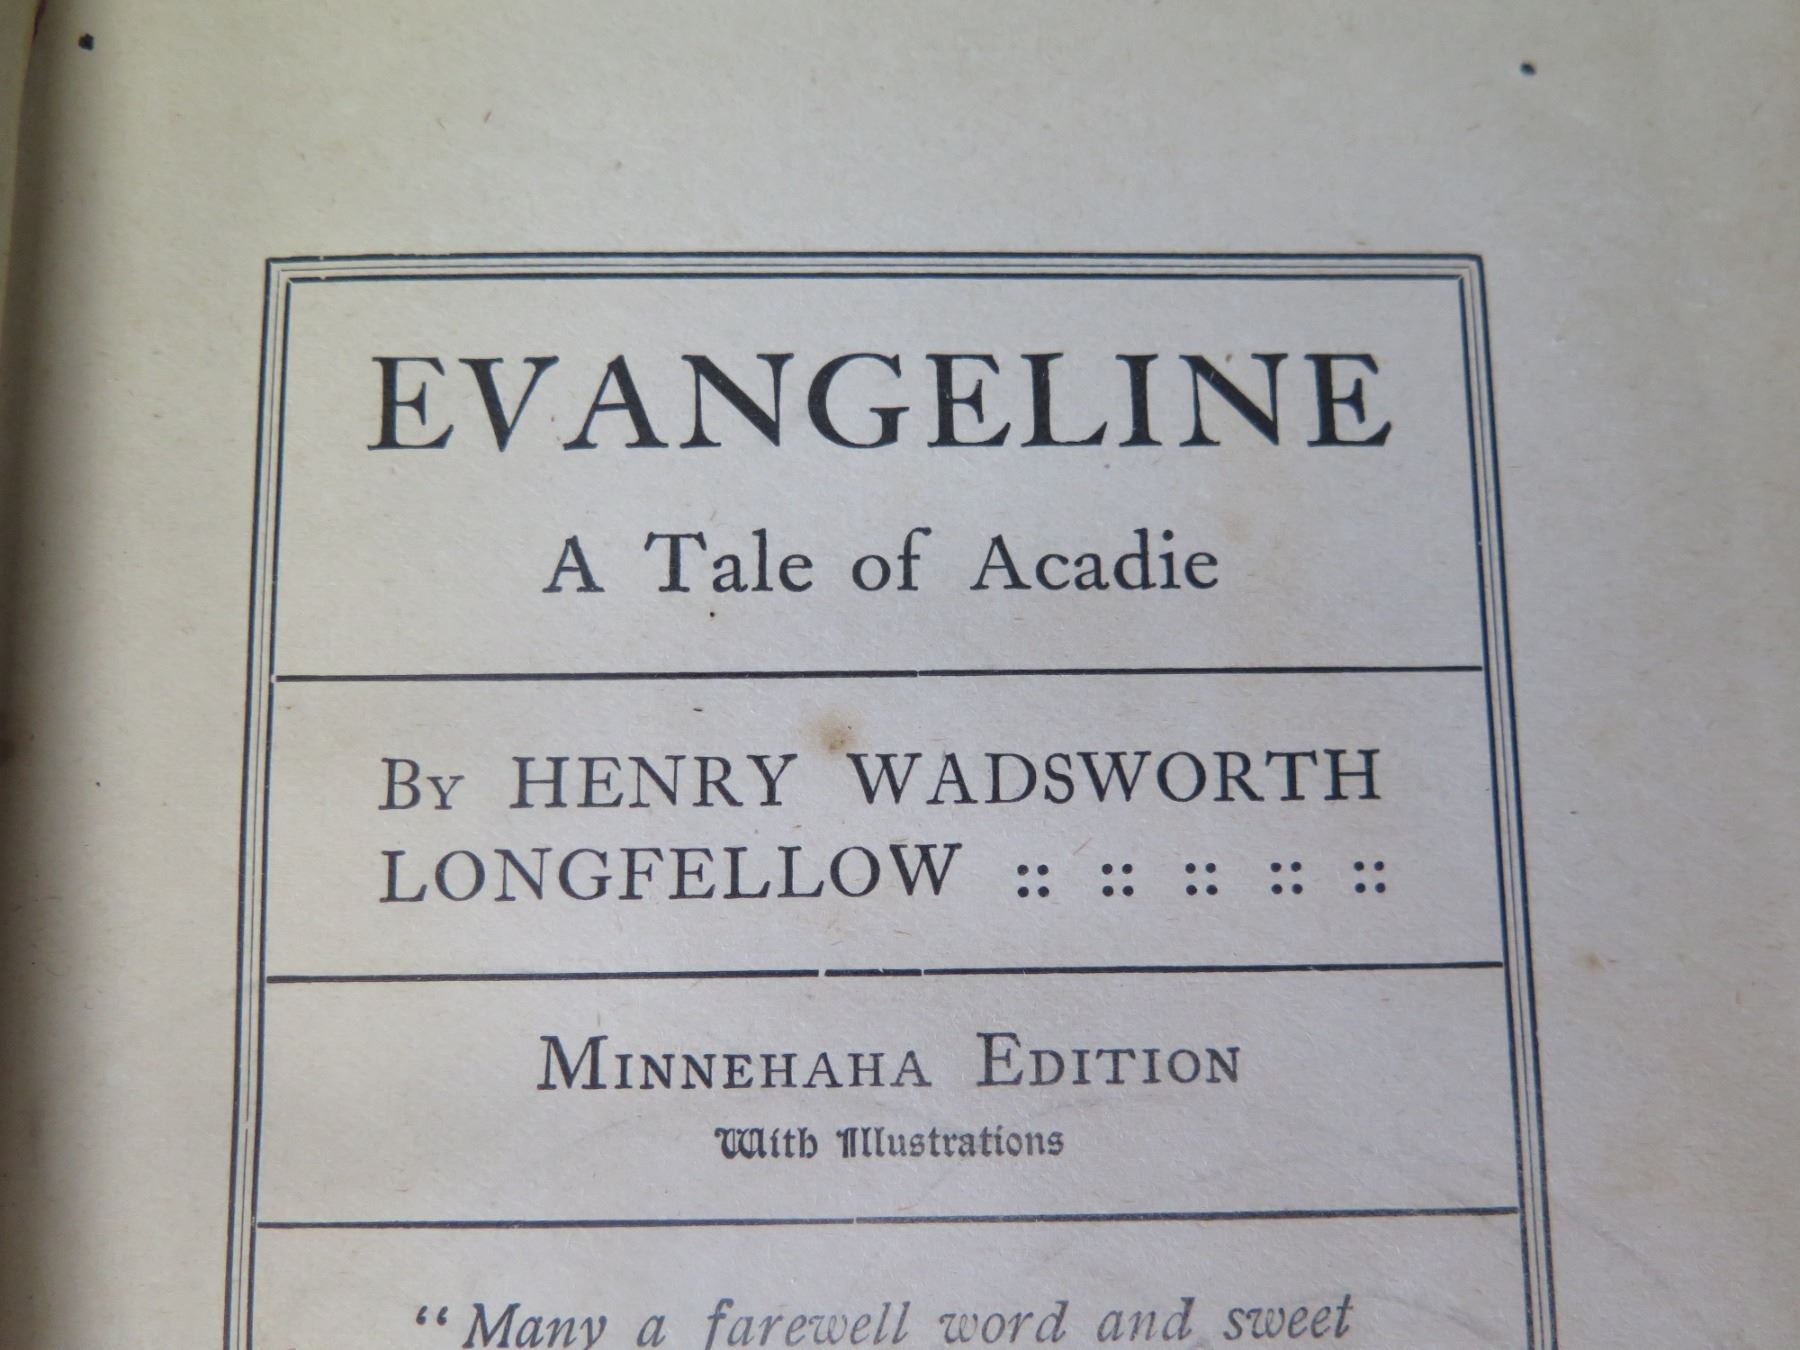 EVANGELINE
A Tale of Acadie
BY HENRY WADSWORTH
LONGFELLOW :: :: :: :: ::
MINNEHAHA EDITION
With Illustrations
“Many a farewell word and sweet